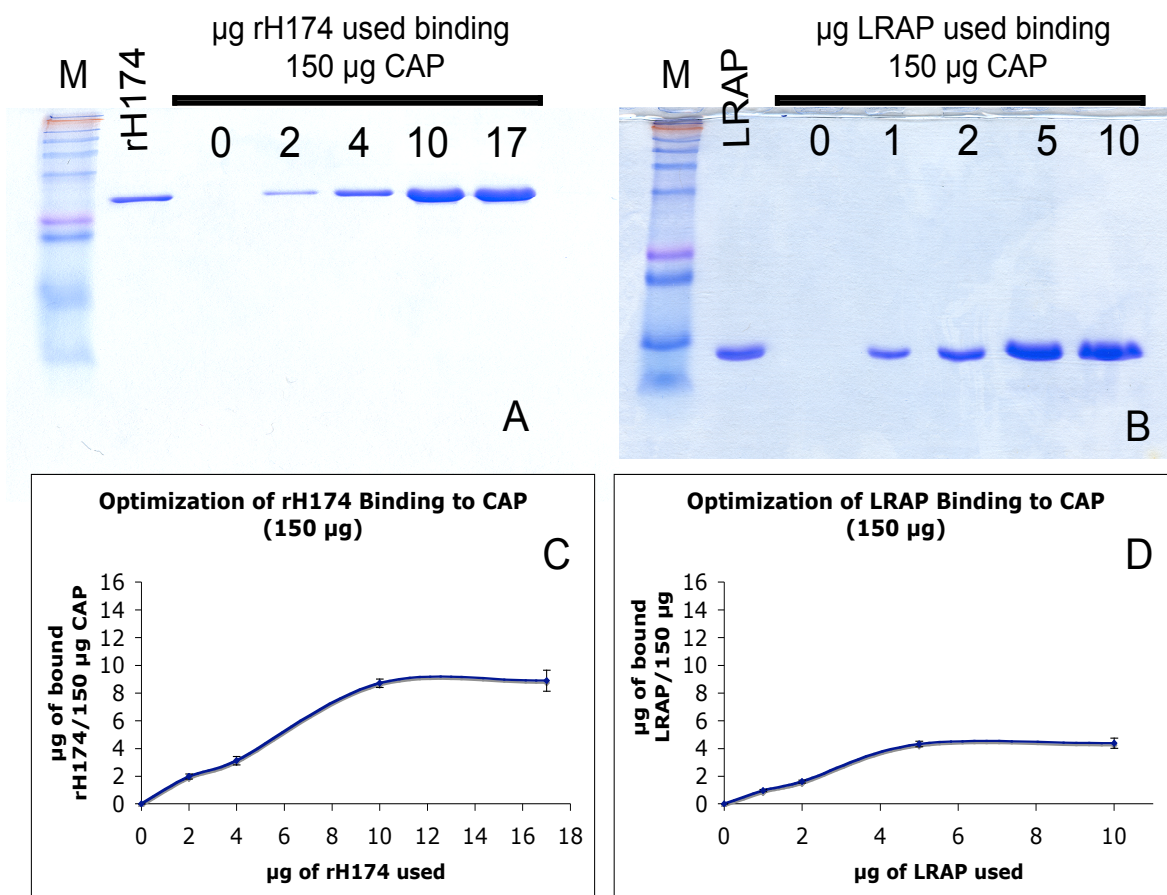 µg rH174 used binding
150 µg CAP
M
rH174
0 2 4 10 17
A
µg LRAP used binding
150 µg CAP
M
LRAP
0 1 2 5 10
B
Optimization of rH174 Binding to CAP
(150 µg)
C
µg of bound
rH174/150 µg CAP
16
14
12
10
8
6
4
2
0
0 2 4 6 8 10 12 14 16 18
µg of rH174 used
Optimization of LRAP Binding to CAP
(150 µg)
D
µg of bound
LRAP/150 µg
16
14
12
10
8
6
4
2
0
0 2 4 6 8 10
µg of LRAP used